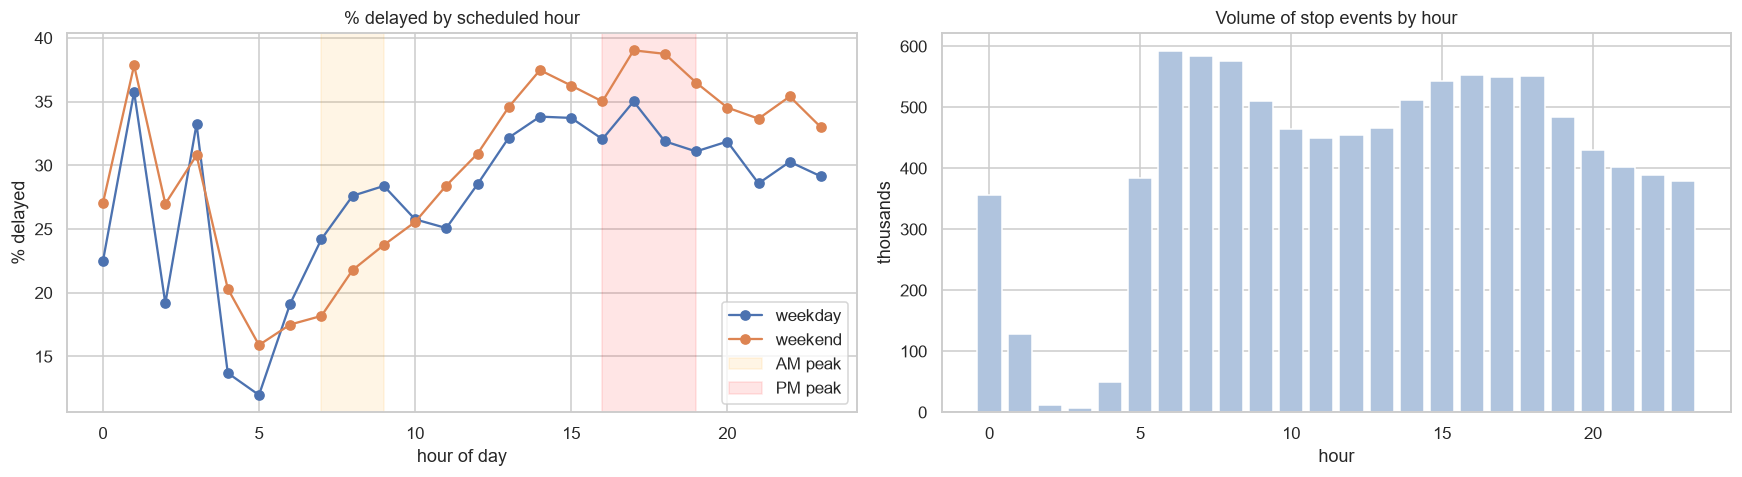 % delayed by scheduled hour
% delayed
40
35
30
25
20
15
0
5
10
15
20
hour of day
weekday
weekend
AM peak
PM peak
Volume of stop events by hour
thousands
600
500
400
300
200
100
0
0
5
10
15
20
hour